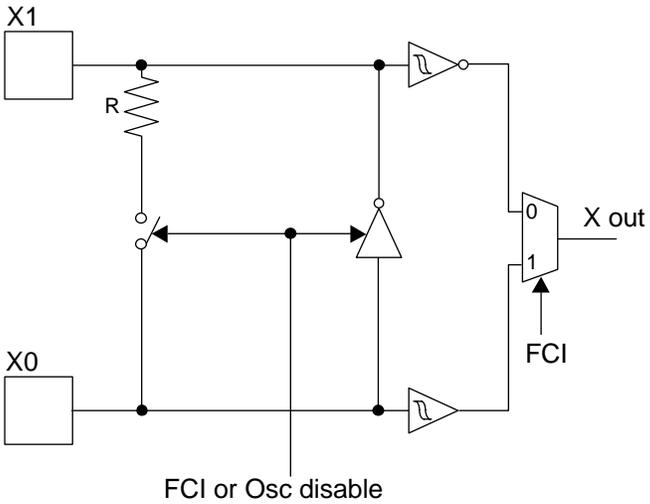 X1
R
0
X out
1
FCI
X0
FCI or Osc disable